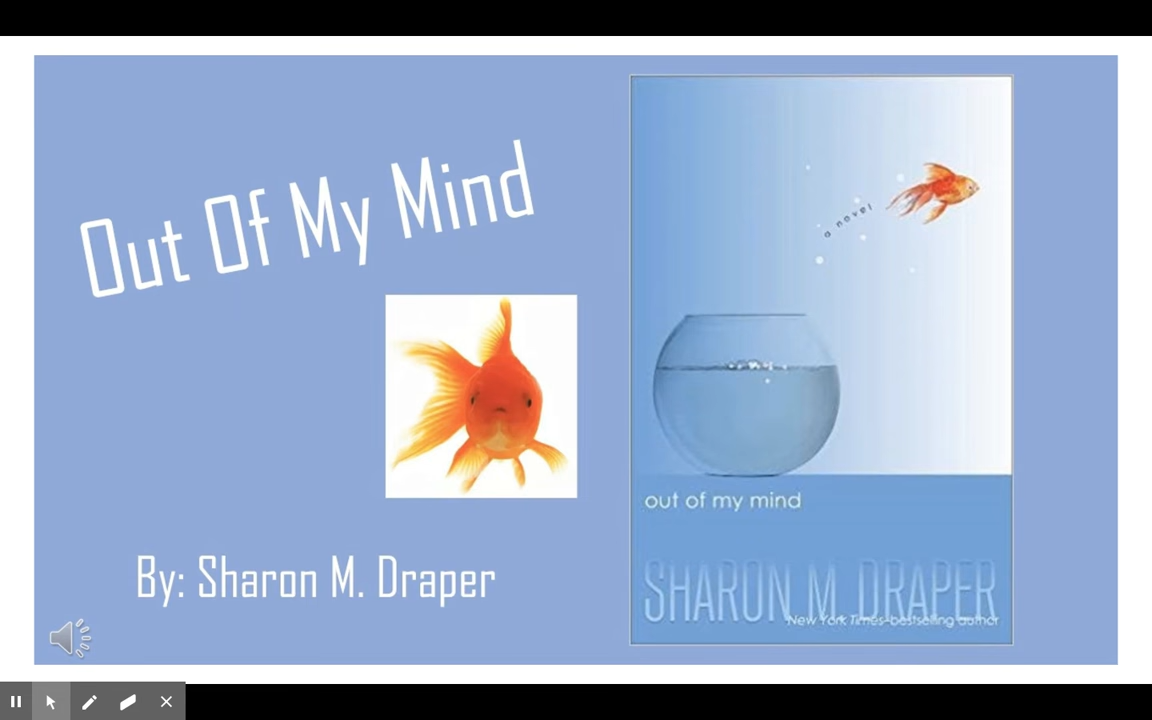 Out Of My Mind
By: Sharon M. Draper
a novel
out of my mind
SHARON M. DRAPER
New York Times-bestselling author